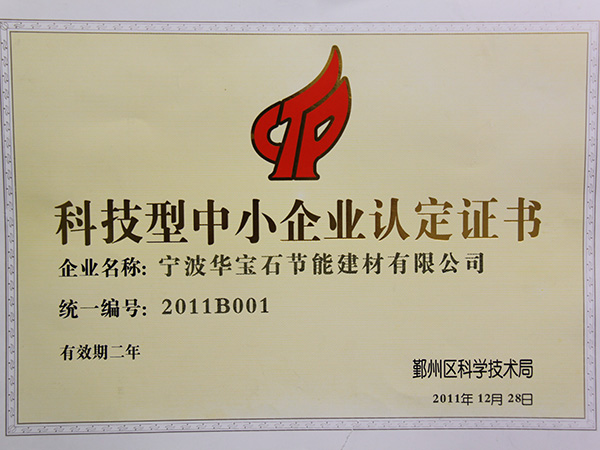 CTP
科技型中小企业认定证书
企业名称: 宁波华宝石节能建材有限公司
统一编号: 2011B001
有效期二年
鄞州区科学技术局
2011年 12月 28日